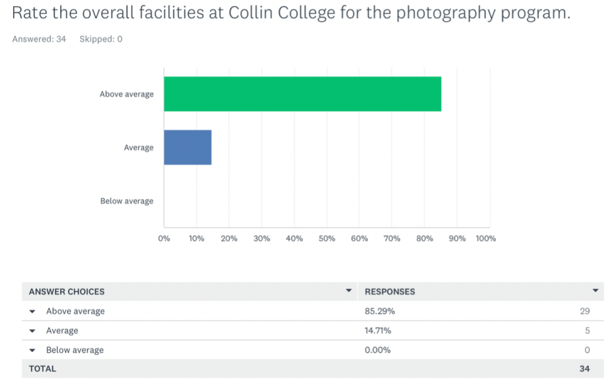 Rate the overall facilities at Collin College for the photography program.
Answered: 34 Skipped: 0
Above average
Average
Below average
0% 10% 20% 30% 40% 50% 60% 70% 80% 90% 100%
ANSWER CHOICES RESPONSES
Above average 85.29% 29
Average 14.71% 5
Below average 0.00% 0
TOTAL 34